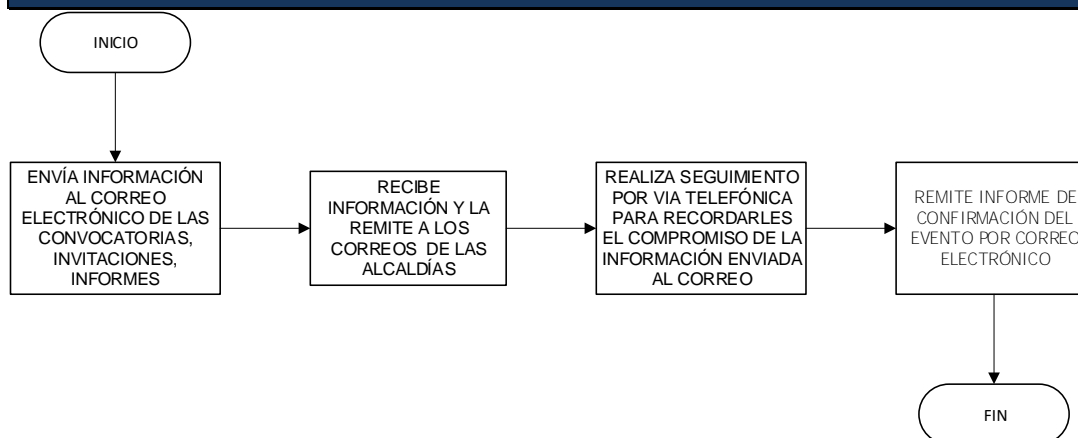 INICIO
ENVÍA INFORMACIÓN
AL CORREO
ELECTRÓNICO DE LAS
CONVOCATORIAS,
INVITACIONES,
INFORMES
RECIBE
INFORMACIÓN Y LA
REMITE A LOS
CORREOS DE LAS
ALCALDÍAS
REALIZA SEGUIMIENTO
POR VIA TELEFÓNICA
PARA RECORDARLES
EL COMPROMISO DE LA
INFORMACIÓN ENVIADA
AL CORREO
REMITE INFORME DE
CONFIRMACIÓN DEL
EVENTO POR CORREO
ELECTRÓNICO
FIN